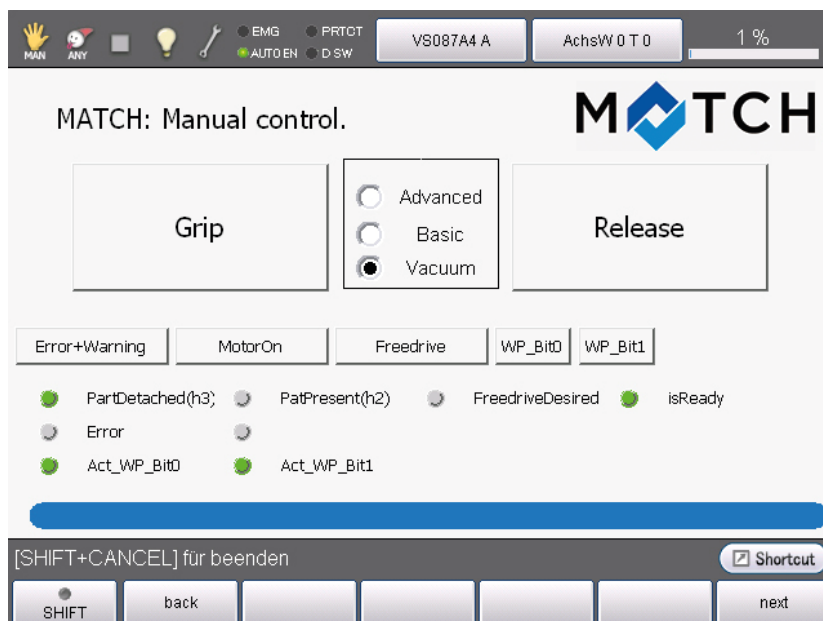 MAN
ANY
EMG
PRTCT
AUTO EN
D SW
VS087A4 A
AchsW 0 T 0
1 %
MATCH: Manual control.
MATCH
Grip
Advanced
Basic
Vacuum
Release
Error+Warning
MotorOn
Freedrive
WP_Bit0
WP_Bit1
PartDetached(h3)
PatPresent(h2)
FreedriveDesired
isReady
Error
Act_WP_Bit0
Act_WP_Bit1
[SHIFT+CANCEL] für beenden
Shortcut
SHIFT
back
next